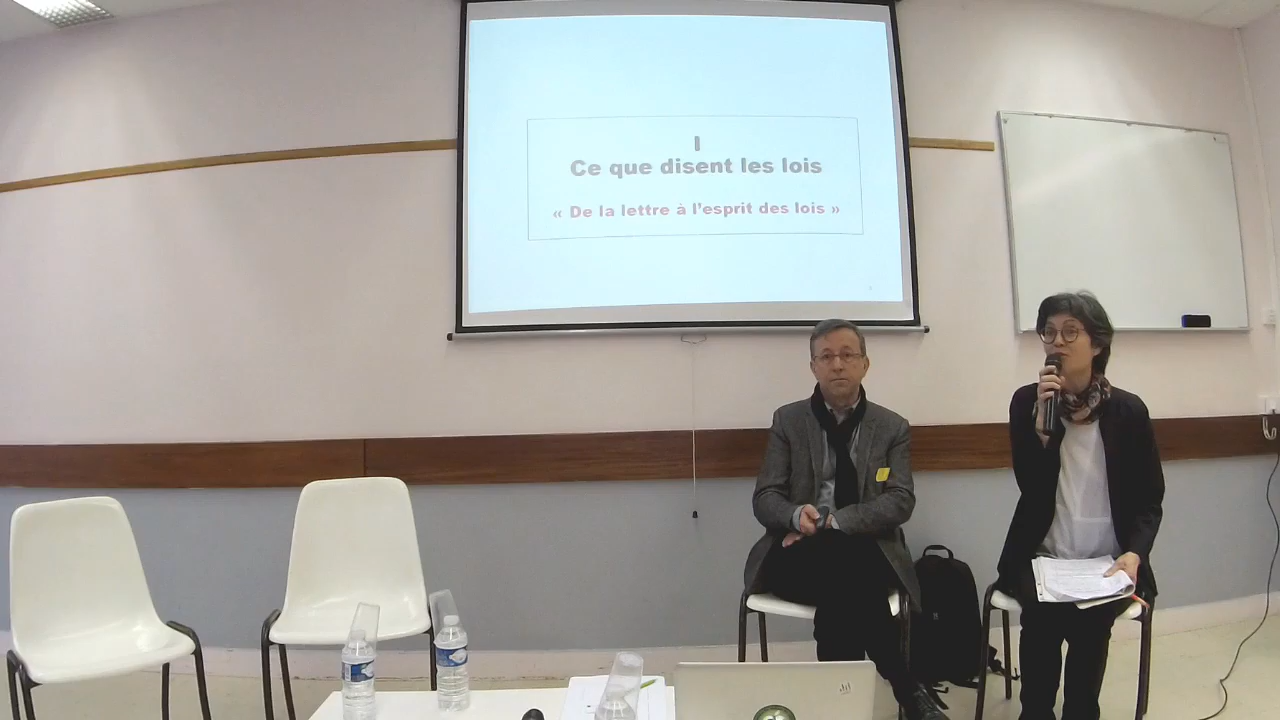 I
Ce que disent les lois
« De la lettre à l’esprit des lois »